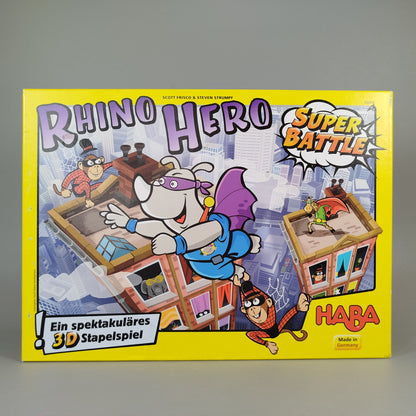 SCOTT FRISCO & STEVEN STRUMPF
RHINO HERO
SUPER
BATTLE
! Ein spektakuläres
3D Stapelspiel
HABA
Made in
Germany